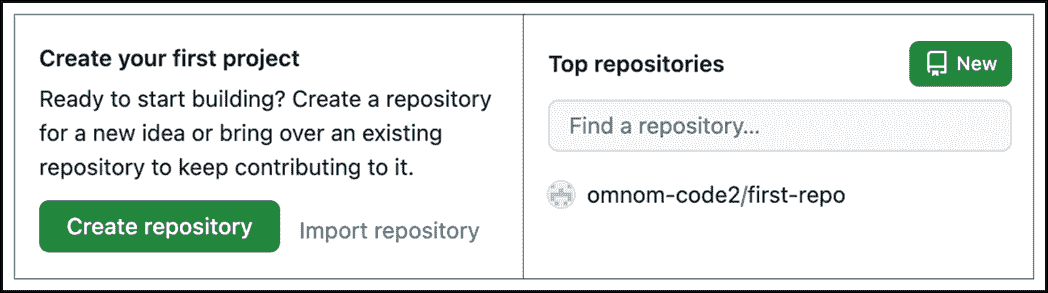 Create your first project
Ready to start building? Create a repository
for a new idea or bring over an existing
repository to keep contributing to it.
Create repository
Import repository
Top repositories
New
Find a repository...
omnom-code2/first-repo